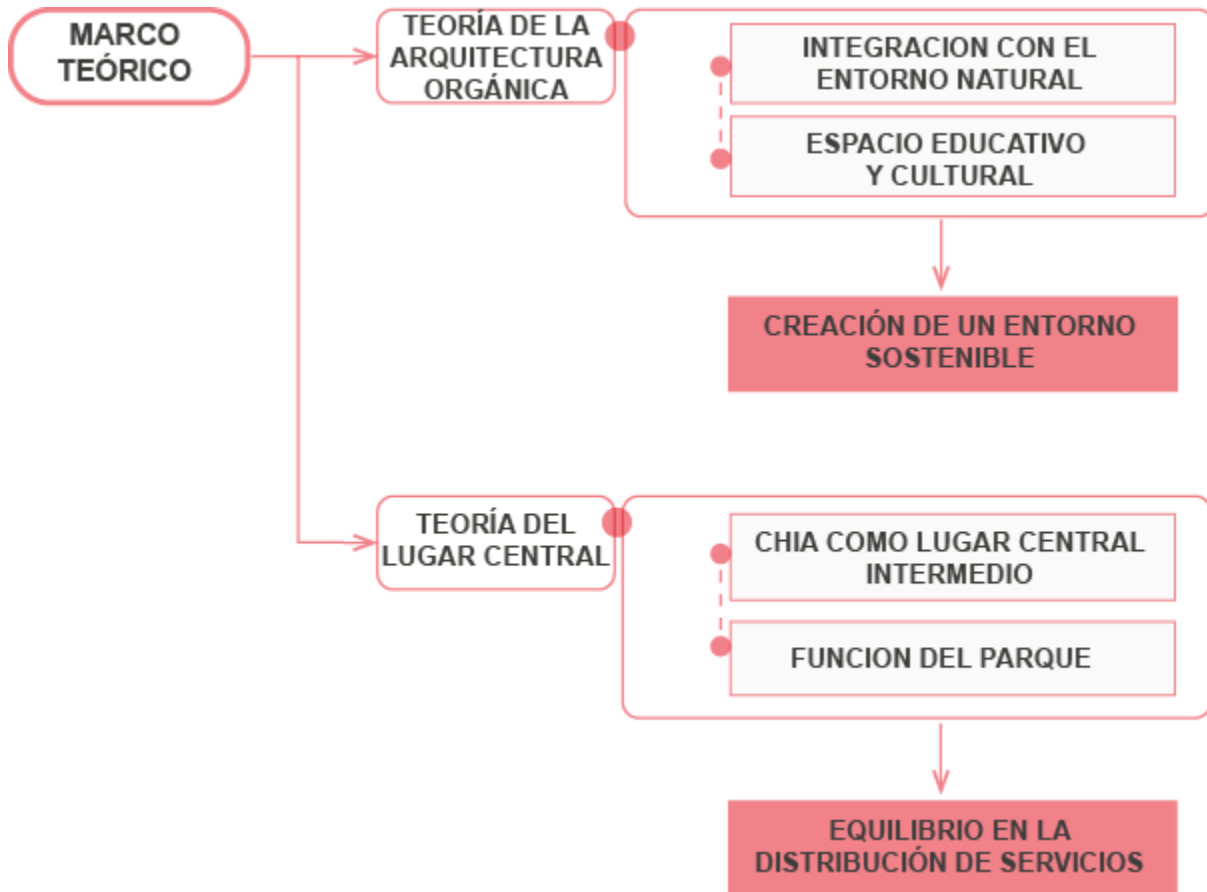 MARCO
TEÓRICO
TEORÍA DE LA
ARQUITECTURA
ORGÁNICA
INTEGRACION CON EL
ENTORNO NATURAL
ESPACIO EDUCATIVO
Y CULTURAL
CREACIÓN DE UN ENTORNO
SOSTENIBLE
TEORÍA DEL
LUGAR CENTRAL
CHIA COMO LUGAR CENTRAL
INTERMEDIO
FUNCION DEL PARQUE
EQUILIBRIO EN LA
DISTRIBUCIÓN DE SERVICIOS